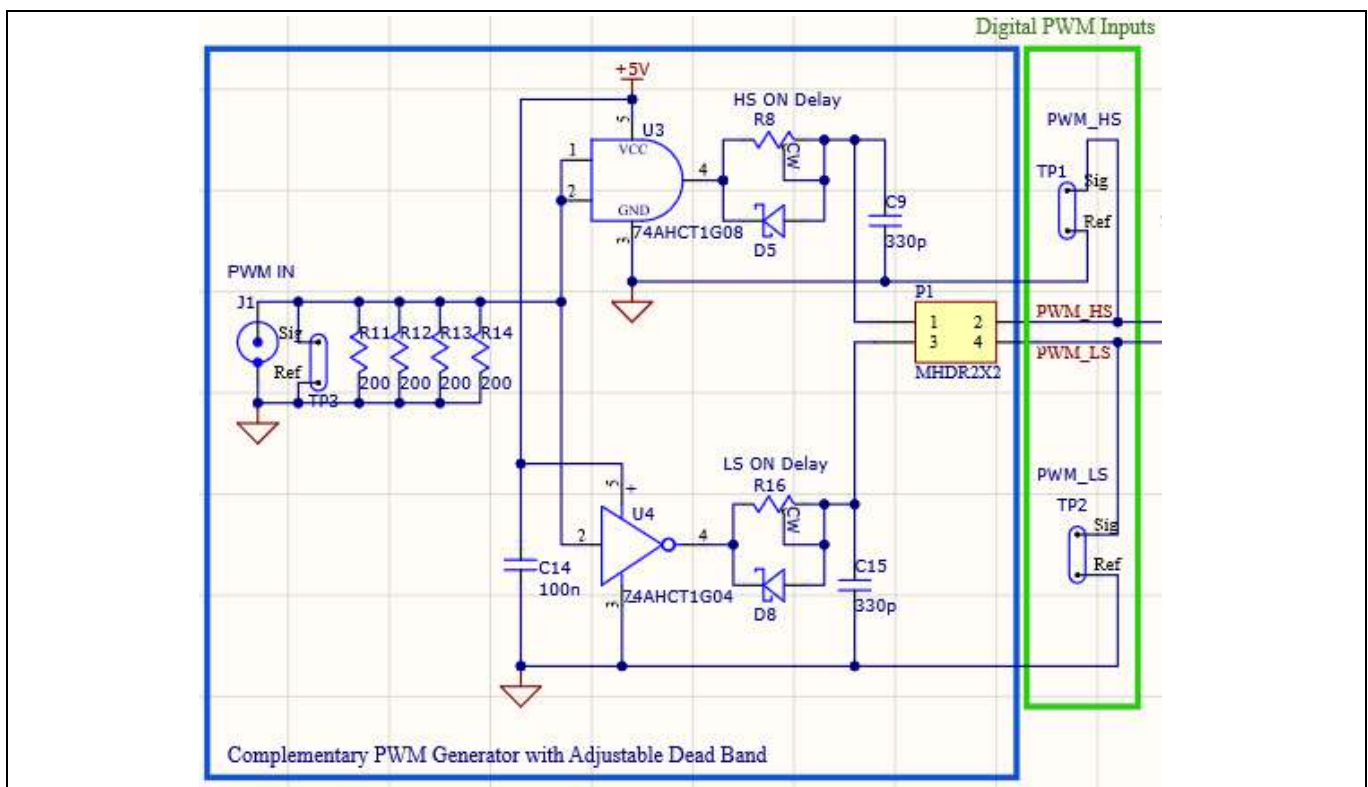 Digital PWM Inputs
+5V
HS ON Delay
R8
CW
5
U3
VCC
1
2
4
GND
3
74AHCT1G08
D5
C9
330p
PWM_HS
TP1
Sig
Ref
PWM IN
J1
Sig
Ref
TP3
R11
R12
R13
R14
200
200
200
200
P1
1
2
3
4
MHDR2X2
PWM_HS
PWM_LS
LS ON Delay
R16
CW
5
+
U4
2
4
3
74AHCT1G04
D8
C14
100n
C15
330p
PWM_LS
TP2
Sig
Ref
Complementary PWM Generator with Adjustable Dead Band